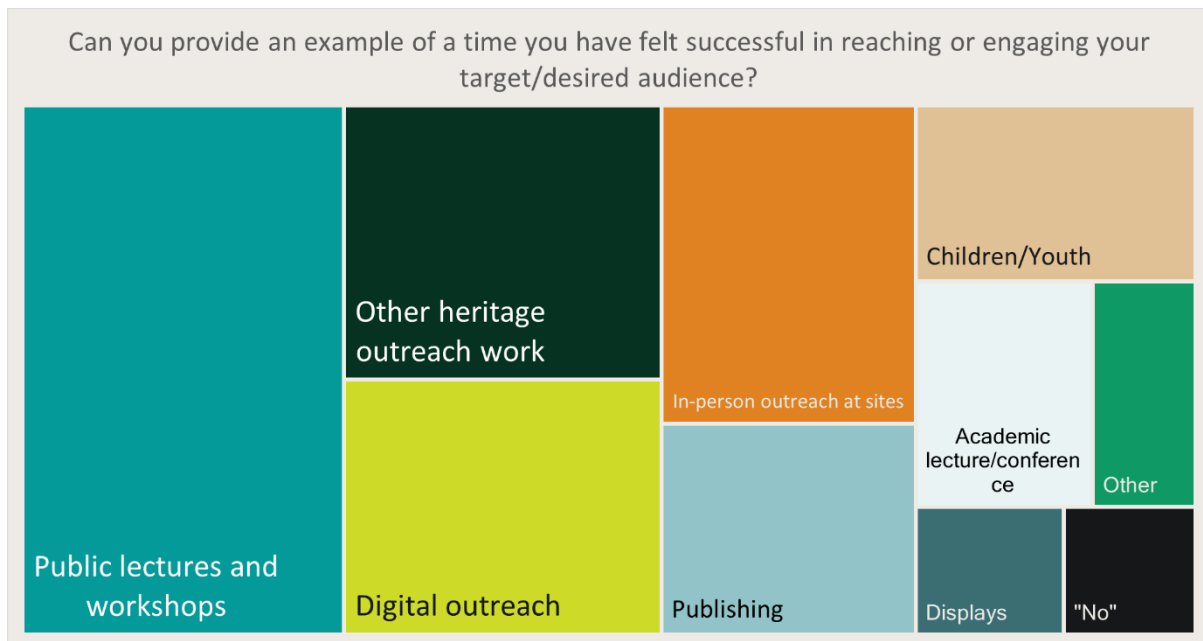 Can you provide an example of a time you have felt successful in reaching or engaging your
target/desired audience?
Public lectures and
workshops
Other heritage
outreach work
Digital outreach
In-person outreach at sites
Publishing
Children/Youth
Academic
lecture/conferen
ce
Other
Displays
"No"